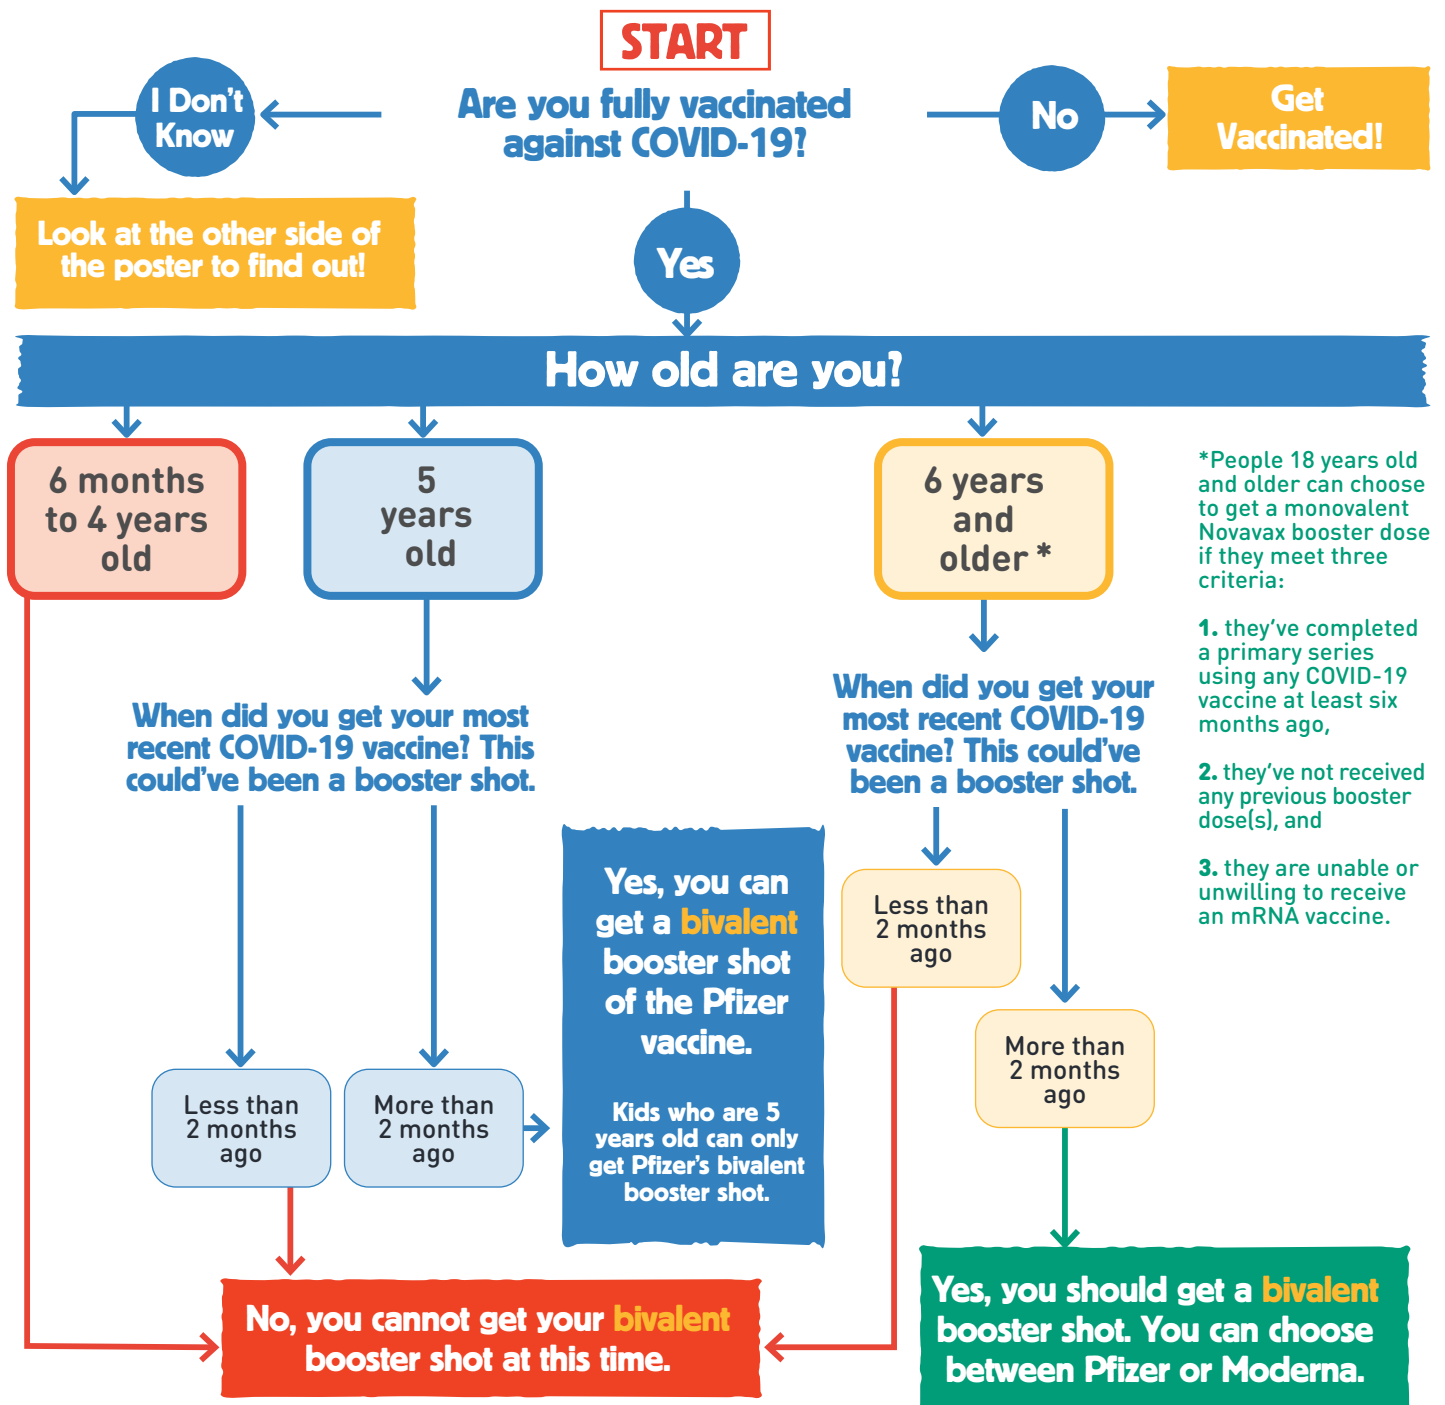 START
Are you fully vaccinated
against COVID-19?
I Don't
Know
No
Get
Vaccinated!
Look at the other side of
the poster to find out!
Yes
How old are you?
6 months
to 4 years
old
5
years
old
6 years
and
older *
*People 18 years old
and older can choose
to get a monovalent
Novavax booster dose
if they meet three
criteria:
1. they've completed
a primary series
using any COVID-19
vaccine at least six
months ago,
2. they've not received
any previous booster
dose(s), and
3. they are unable or
unwilling to receive
an mRNA vaccine.
When did you get your most
recent COVID-19 vaccine? This
could've been a booster shot.
When did you get your
most recent COVID-19
vaccine? This could've
been a booster shot.
Less than
2 months
ago
More than
2 months
ago
Yes, you can
get a bivalent
booster shot
of the Pfizer
vaccine.
Kids who are 5
years old can only
get Pfizer's bivalent
booster shot.
Less than
2 months
ago
More than
2 months
ago
No, you cannot get your bivalent
booster shot at this time.
Yes, you should get a bivalent
booster shot. You can choose
between Pfizer or Moderna.